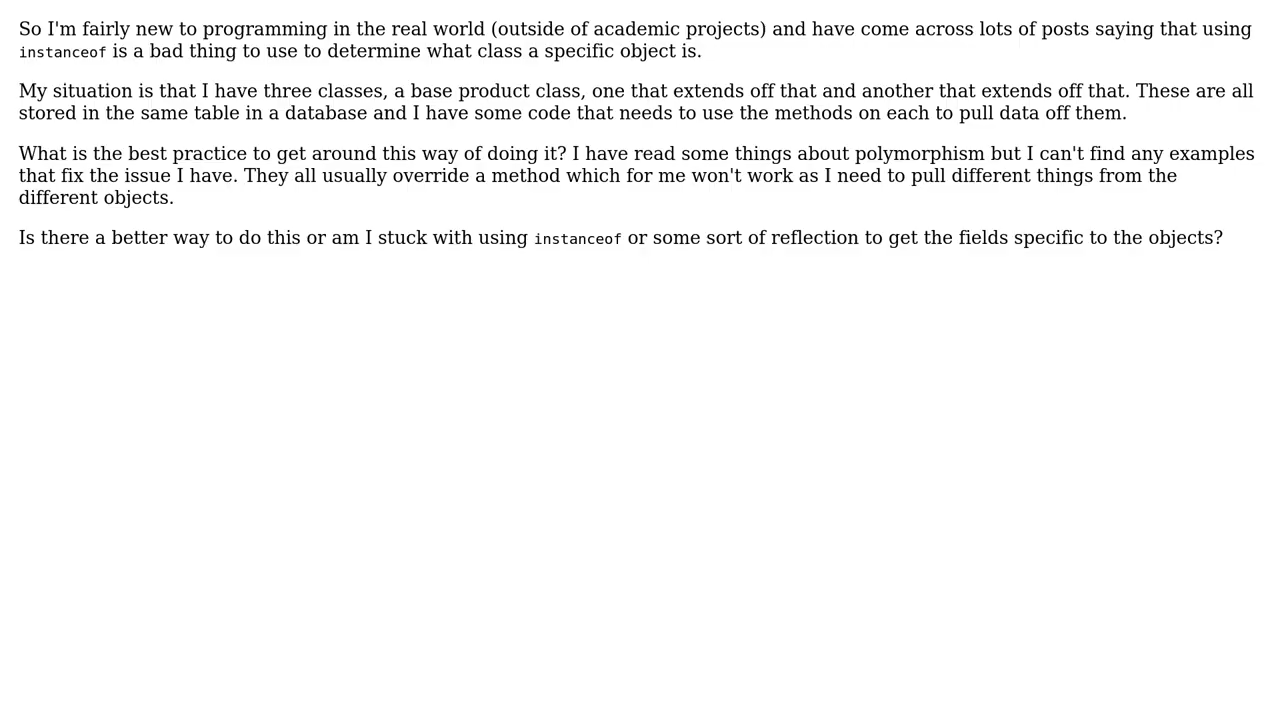 So I'm fairly new to programming in the real world (outside of academic projects) and have come across lots of posts saying that using
instanceof is a bad thing to use to determine what class a specific object is.
My situation is that I have three classes, a base product class, one that extends off that and another that extends off that. These are all
stored in the same table in a database and I have some code that needs to use the methods on each to pull data off them.
What is the best practice to get around this way of doing it? I have read some things about polymorphism but I can't find any examples
that fix the issue I have. They all usually override a method which for me won't work as I need to pull different things from the
different objects.
Is there a better way to do this or am I stuck with using instanceof or some sort of reflection to get the fields specific to the objects?